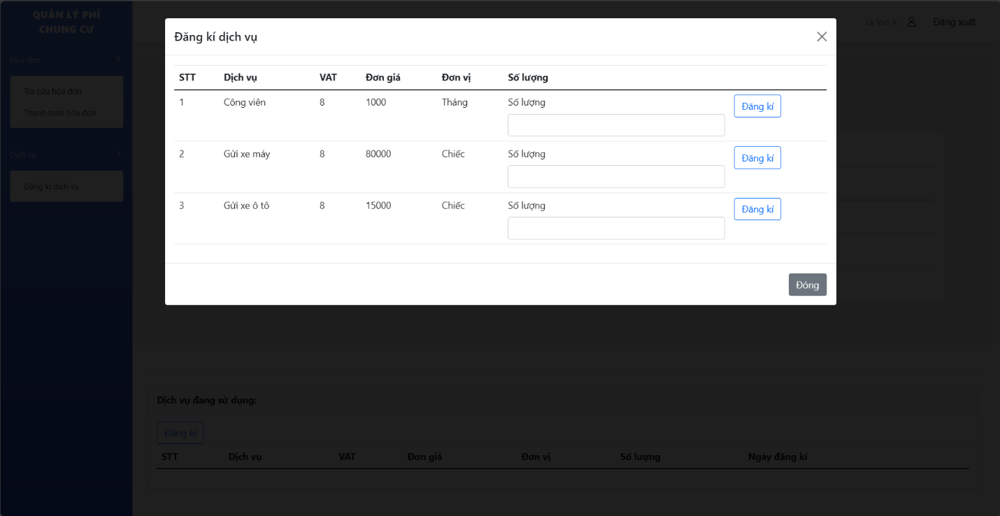 QUẢN LÝ PHÍ
CHUNG CƯ
Le Van A
Đăng xuất
Hóa đơn
Tra cứu hóa đơn
Thanh toán hóa đơn
Dịch vụ
Đăng kí dịch vụ
Đăng kí dịch vụ
STT Dịch vụ VAT Đơn giá Đơn vị Số lượng
1 Công viên 8 1000 Tháng Số lượng Đăng kí
2 Gửi xe máy 8 80000 Chiếc Số lượng Đăng kí
3 Gửi xe ô tô 8 15000 Chiếc Số lượng Đăng kí
Đóng
Dịch vụ đang sử dụng:
Đăng kí
STT Dịch vụ VAT Đơn giá Đơn vị Số lượng Ngày đăng kí